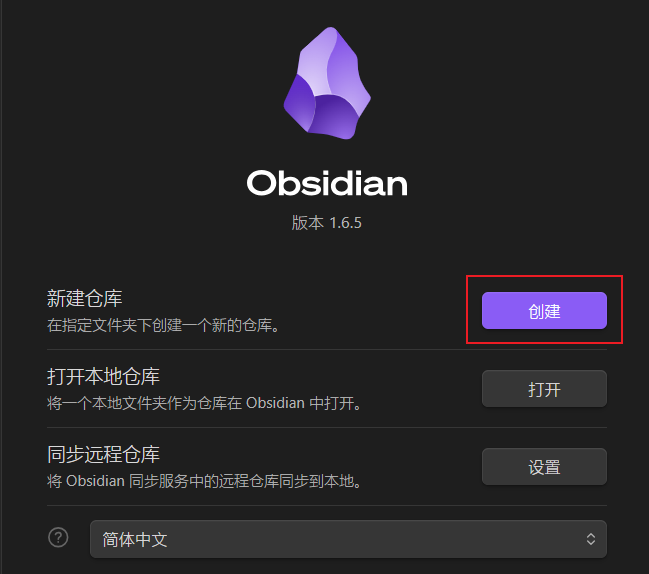 Obsidian
版本 1.6.5
新建仓库
在指定文件夹下创建一个新的仓库。
创建
打开本地仓库
将一个本地文件夹作为仓库在 Obsidian 中打开。
打开
同步远程仓库
将 Obsidian 同步服务中的远程仓库同步到本地。
设置
?
简体中文